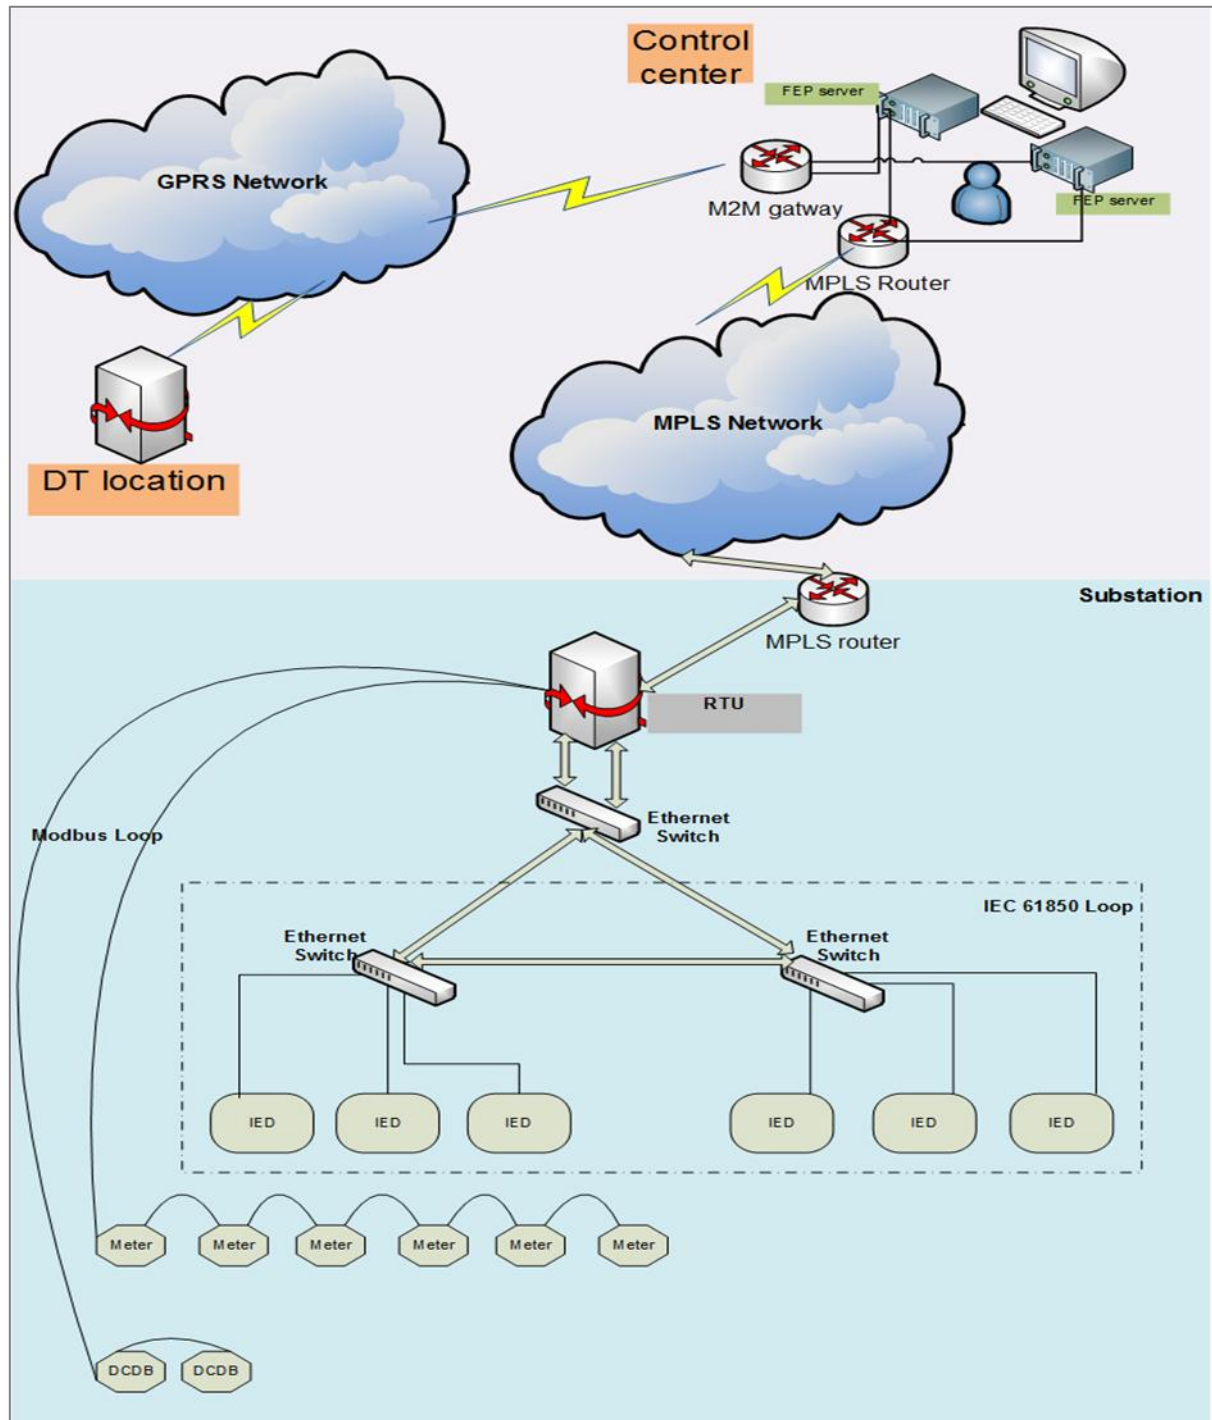 Control
center
FEP server
GPRS Network
M2M gatway
FEP server
MPLS Router
MPLS Network
DT location
Substation
MPLS router
RTU
Ethernet
Switch
Modbus Loop
IEC 61850 Loop
Ethernet
Switch
Ethernet
Switch
IED
IED
IED
IED
IED
IED
Meter
Meter
Meter
Meter
Meter
Meter
DCDB
DCDB